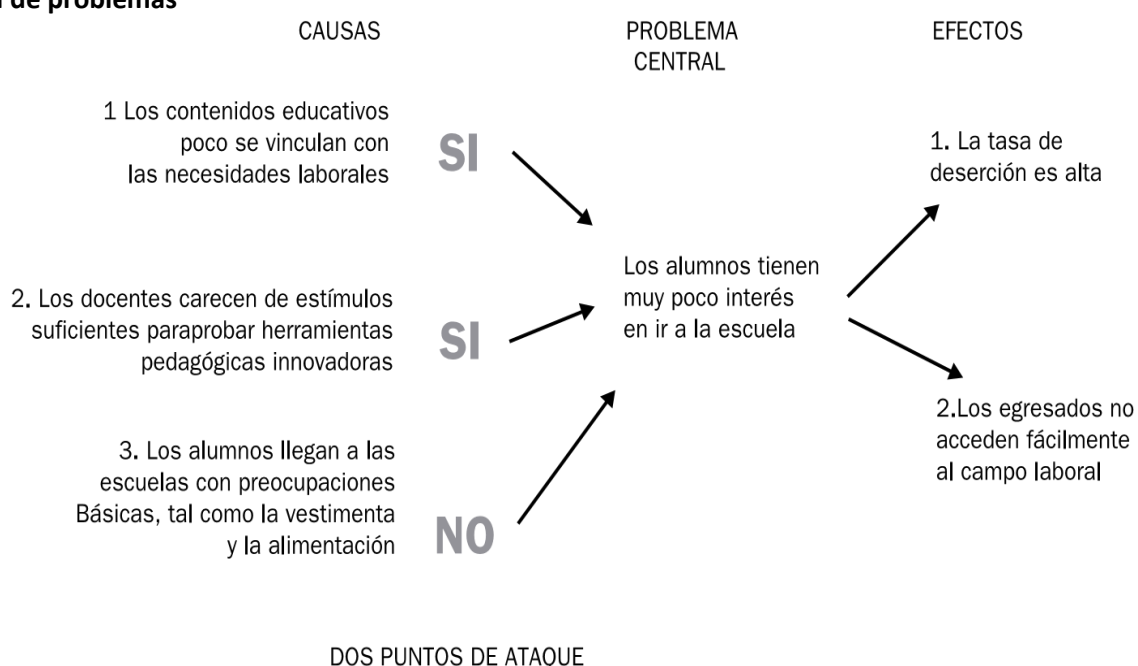 de problemas
CAUSAS
PROBLEMA
CENTRAL
EFECTOS
1 Los contenidos educativos
poco se vinculan con
las necesidades laborales
SI
2. Los docentes carecen de estímulos
suficientes paraprobar herramientas
pedagógicas innovadoras
SI
3. Los alumnos llegan a las
escuelas con preocupaciones
Básicas, tal como la vestimenta
y la alimentación
NO
Los alumnos tienen
muy poco interés
en ir a la escuela
1. La tasa de
deserción es alta
2.Los egresados no
acceden fácilmente
al campo laboral
DOS PUNTOS DE ATAQUE